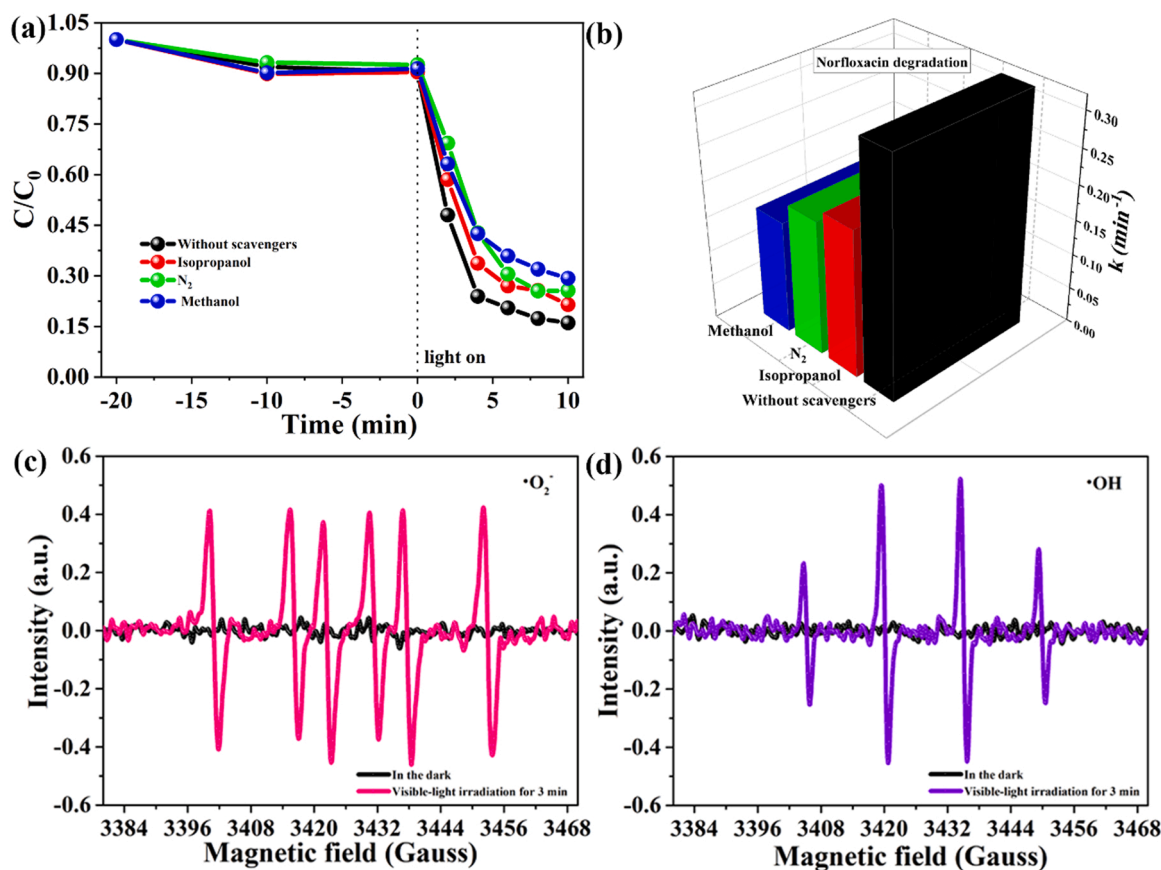 (a)
1.05
0.90
0.75
0.60
0.45
0.30
0.15
0.00
C/C0
Without scavengers
Isopropanol
N2
Methanol
light on
-20 -15 -10 -5 0 5 10
Time (min)
(b)
Norfloxacin degradation
0.30
0.25
0.20
0.15
0.10
0.05
0.00
k (min-1)
Methanol
N2
Isopropanol
Without scavengers
(c)
0.6
0.4
0.2
0.0
-0.2
-0.4
-0.6
Intensity (a.u.)
·O2-
In the dark
Visible-light irradiation for 3 min
3384 3396 3408 3420 3432 3444 3456 3468
Magnetic field (Gauss)
(d)
0.6
0.4
0.2
0.0
-0.2
-0.4
-0.6
Intensity (a.u.)
·OH
In the dark
Visible-light irradiation for 3 min
3384 3396 3408 3420 3432 3444 3456 3468
Magnetic field (Gauss)